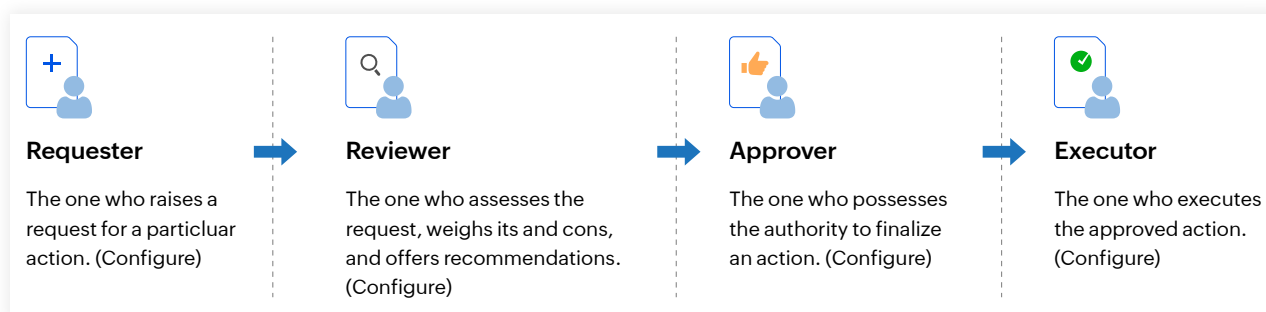 Requester
The one who raises a
request for a particluar
action. (Configure)
Reviewer
The one who assesses the
request, weighs its and cons,
and offers recommendations.
(Configure)
Approver
The one who possesses
the authority to finalize
an action. (Configure)
Executor
The one who executes
the approved action.
(Configure)